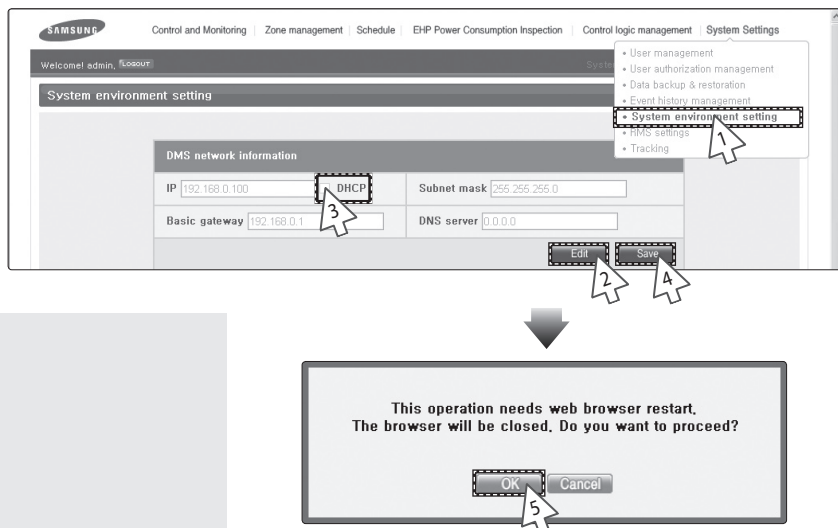 SAMSUNG Control and Monitoring Zone management Schedule EHP Power Consumption Inspection Control logic management System Settings
Welcome! admin, LOGOUT
• User management
• User authorization management
• Data backup & restoration
• Event history management
• System environment setting
• RMS settings
• Tracking
1
System environment setting
DMS network information
IP 192.168.0.100 DHCP Subnet mask 255.255.255.0
3
Basic gateway 192.168.0.1 DNS server 0.0.0.0
Edit Save
2 4
This operation needs web browser restart.
The browser will be closed. Do you want to proceed?
OK Cancel
5